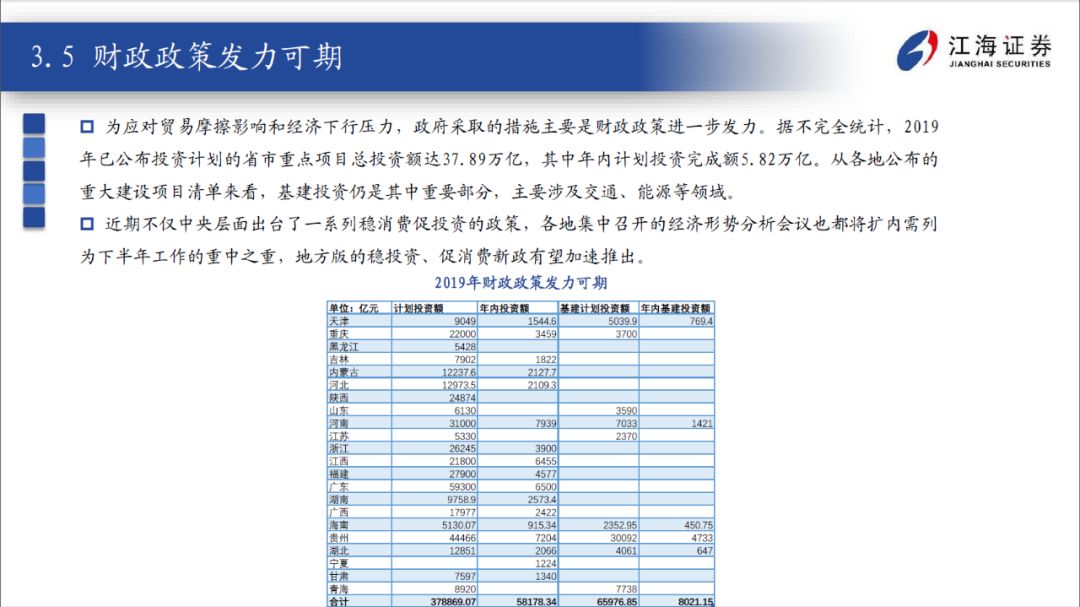 3.5 财政政策发力可期
江海证券
JIANGHAI SECURITIES
为应对贸易摩擦影响和经济下行压力，政府采取的措施主要是财政政策进一步发力。据不完全统计，2019
年已公布投资计划的省市重点项目总投资额达37.89万亿，其中年内计划投资完成额5.82万亿。从各地公布的
重大建设项目清单来看，基建投资仍是其中重要部分，主要涉及交通、能源等领域。
近期不仅中央层面出台了一系列稳消费促投资的政策，各地集中召开的经济形势分析会议也都将扩内需列
为下半年工作的重中之重，地方版的稳投资、促消费新政有望加速推出。
2019年财政政策发力可期
单位：亿元 计划投资额 年内投资额 基建计划投资额 年内基建投资额
天津 9049 1544.6 5039.9 769.4
重庆 22000 3459 3700
黑龙江 5428
吉林 7902 1822
内蒙古 12237.6 2127.7
河北 12973.5 2109.3
陕西 24874
山东 6130 3590
河南 31000 7939 7033 1421
江苏 5330 2370
浙江 26245 3900
江西 21800 6455
福建 27900 4577
广东 59300 6500
湖南 9758.9 2573.4
广西 17977 2422
海南 5130.07 915.34 2352.95 450.75
贵州 44466 7204 30092 4733
湖北 12851 2066 4061 647
宁夏 1224
甘肃 7597 1340
青海 8920 7738
合计 378869.07 58178.34 65976.85 8021.15